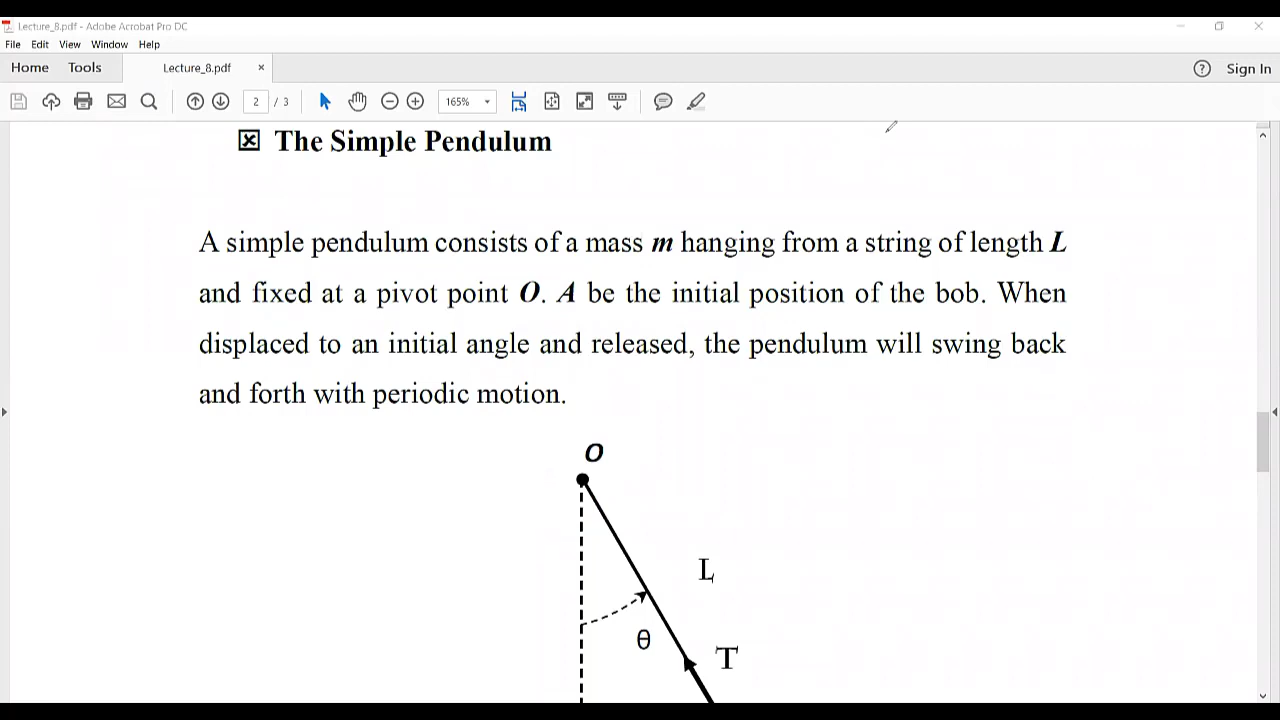 Lecture_8.pdf - Adobe Acrobat Pro DC
File Edit View Window Help
Home Tools Lecture_8.pdf × Sign In
2 / 3 165%
The Simple Pendulum
A simple pendulum consists of a mass m hanging from a string of length L
and fixed at a pivot point O. A be the initial position of the bob. When
displaced to an initial angle and released, the pendulum will swing back
and forth with periodic motion.
O
L
θ
T